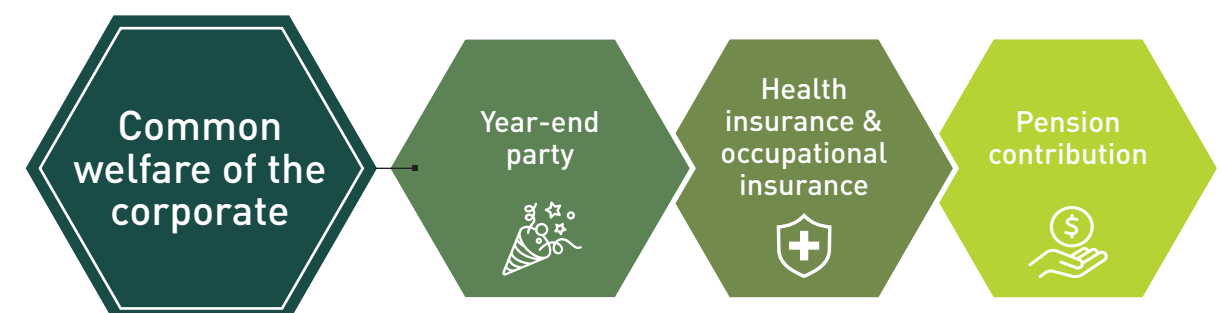 Common
welfare of the
corporate
Year-end
party
Health
insurance &
occupational
insurance
Pension
contribution
$